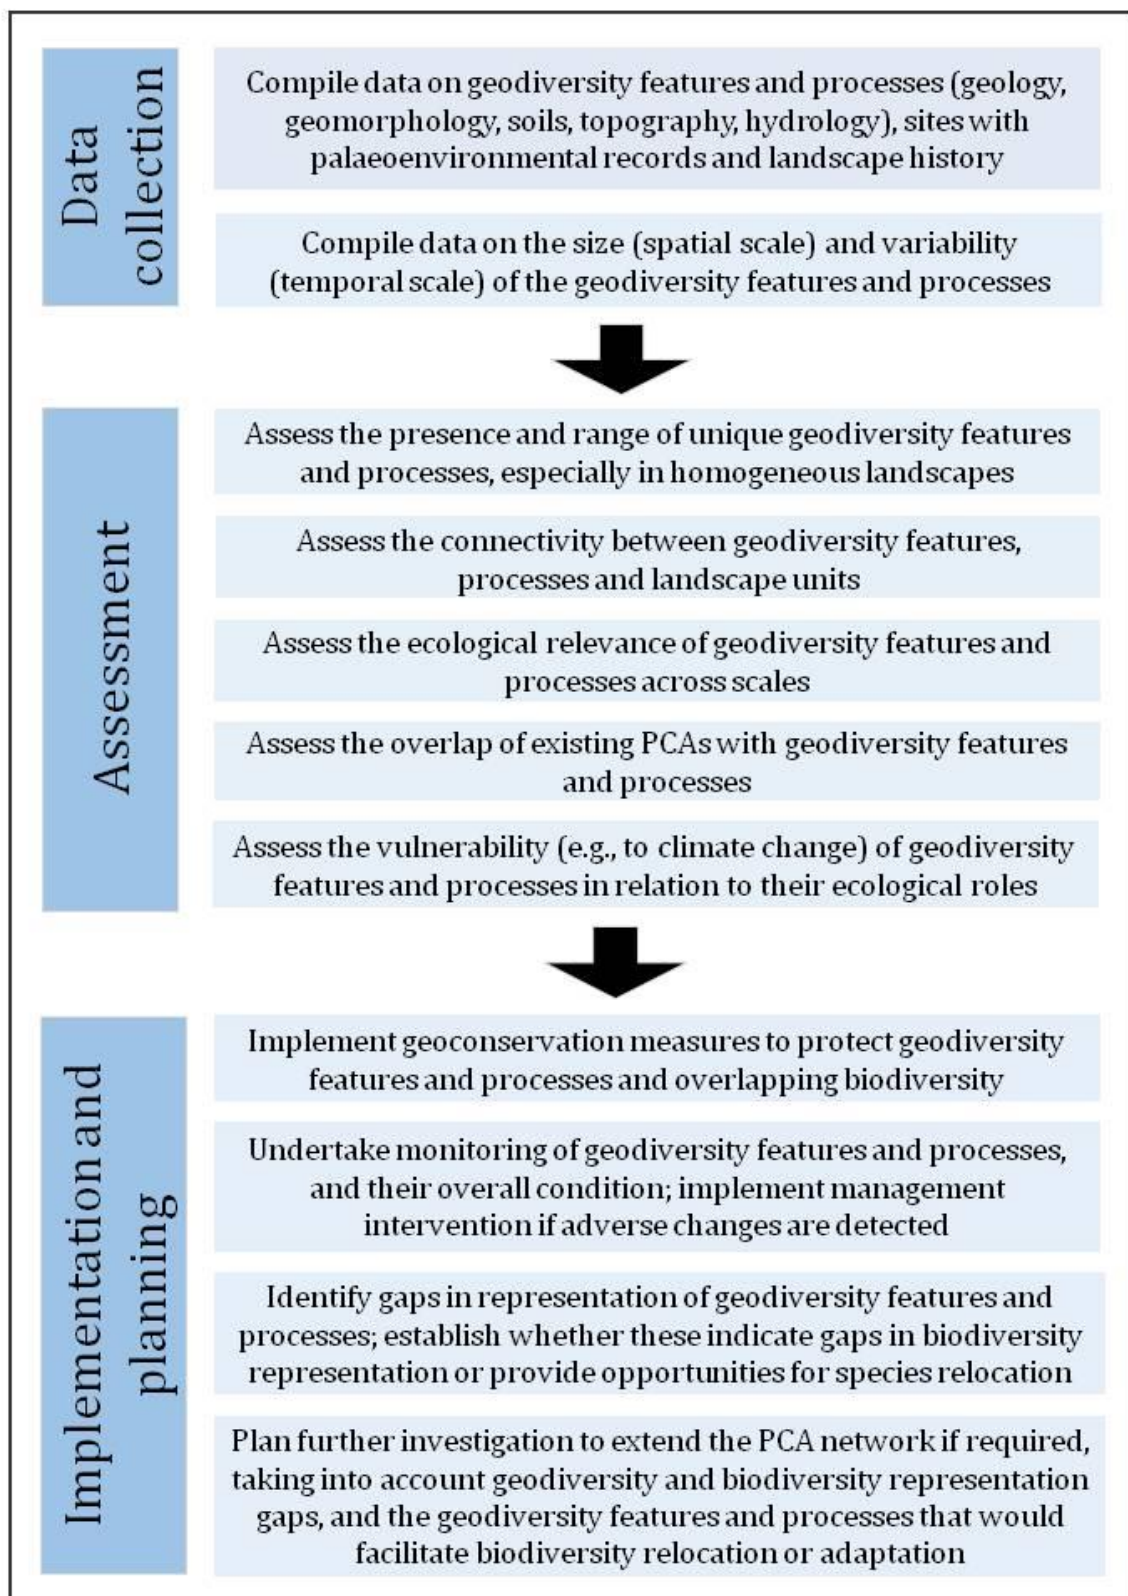 Data
collection
Compile data on geodiversity features and processes (geology,
geomorphology, soils, topography, hydrology), sites with
palaeoenvironmental records and landscape history
Compile data on the size (spatial scale) and variability
(temporal scale) of the geodiversity features and processes
Assessment
Assess the presence and range of unique geodiversity features
and processes, especially in homogeneous landscapes
Assess the connectivity between geodiversity features,
processes and landscape units
Assess the ecological relevance of geodiversity features and
processes across scales
Assess the overlap of existing PCAs with geodiversity features
and processes
Assess the vulnerability (e.g., to climate change) of geodiversity
features and processes in relation to their ecological roles
Implementation and
planning
Implement geoconservation measures to protect geodiversity
features and processes and overlapping biodiversity
Undertake monitoring of geodiversity features and processes,
and their overall condition; implement management
intervention if adverse changes are detected
Identify gaps in representation of geodiversity features and
processes; establish whether these indicate gaps in biodiversity
representation or provide opportunities for species relocation
Plan further investigation to extend the PCA network if required,
taking into account geodiversity and biodiversity representation
gaps, and the geodiversity features and processes that would
facilitate biodiversity relocation or adaptation